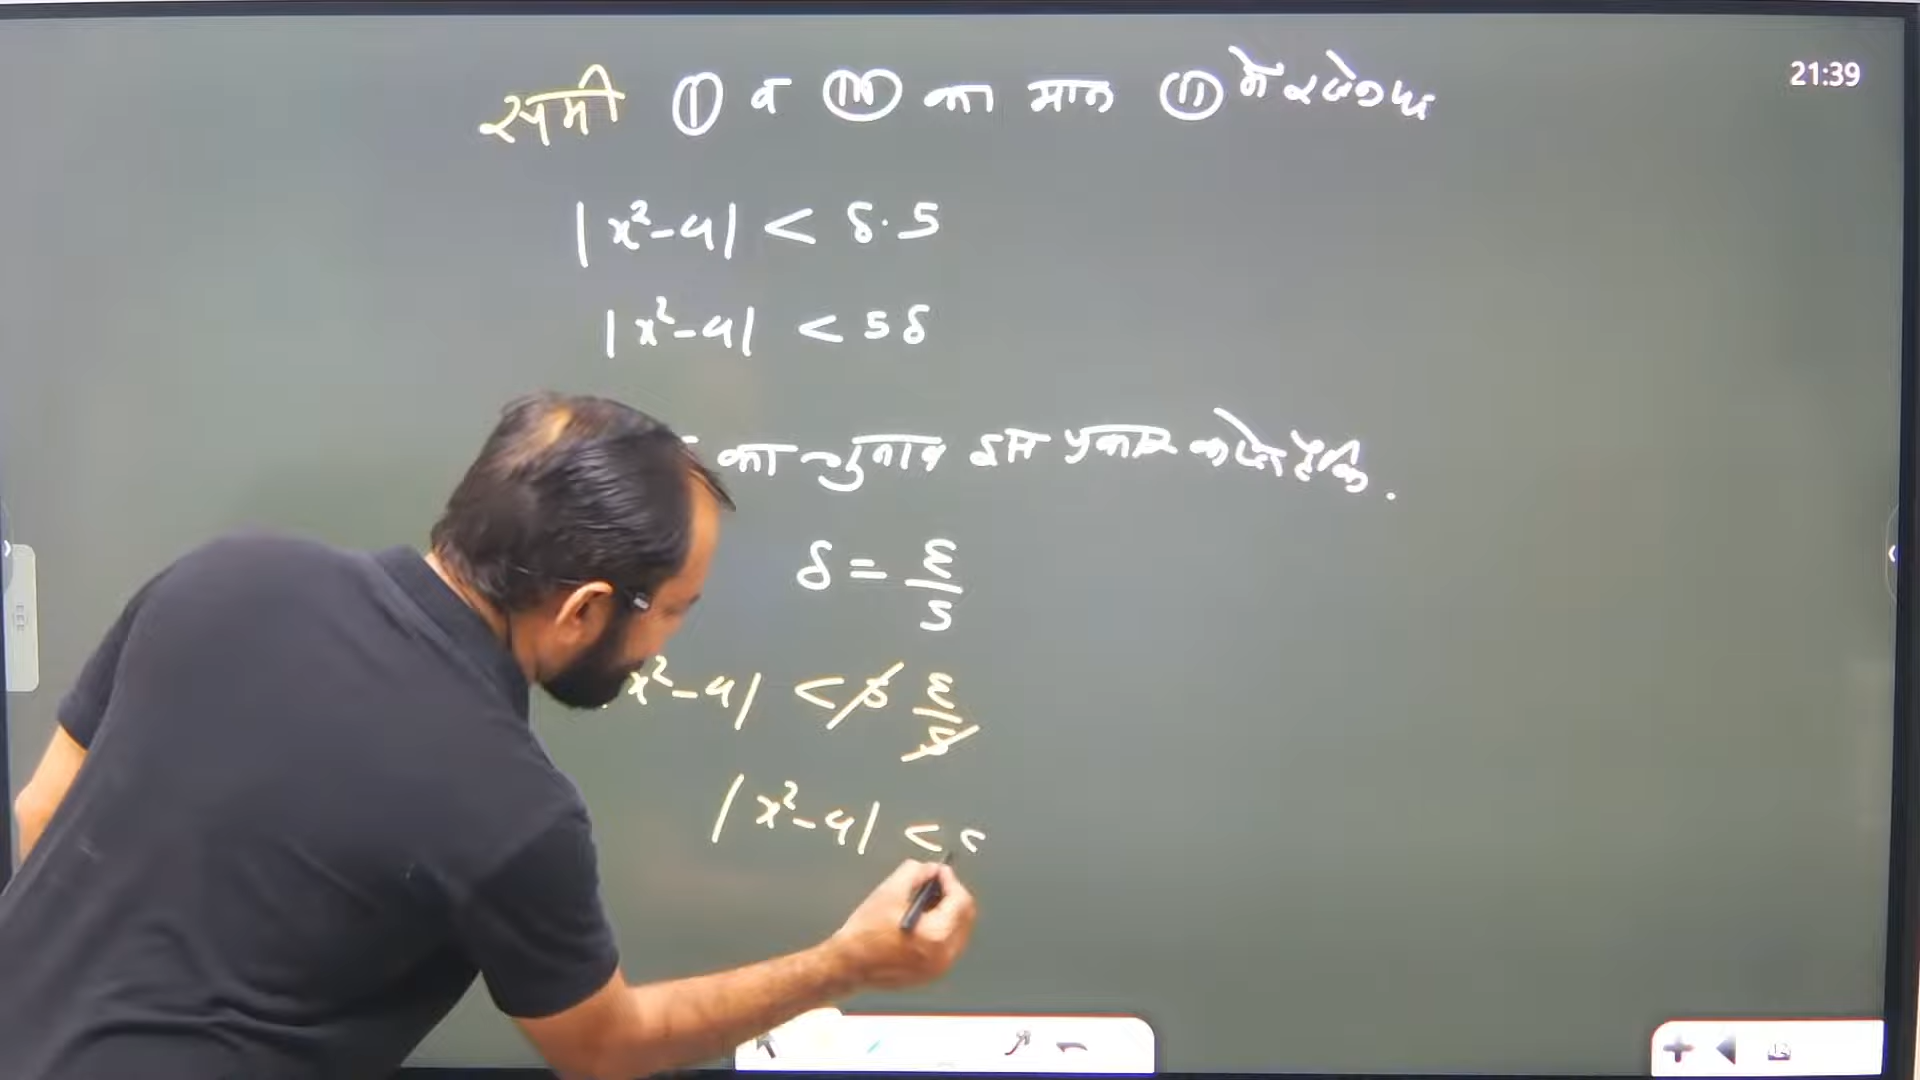 21:39
समी ① व ⑪ का मान ⑪ में रखने पर
|x²-4| < δ·5
|x²-4| < 5δ
का चुनाव इस प्रकार करते है कि.
δ = ε/5
x²-4| < 5 ε/5
|x²-4| <